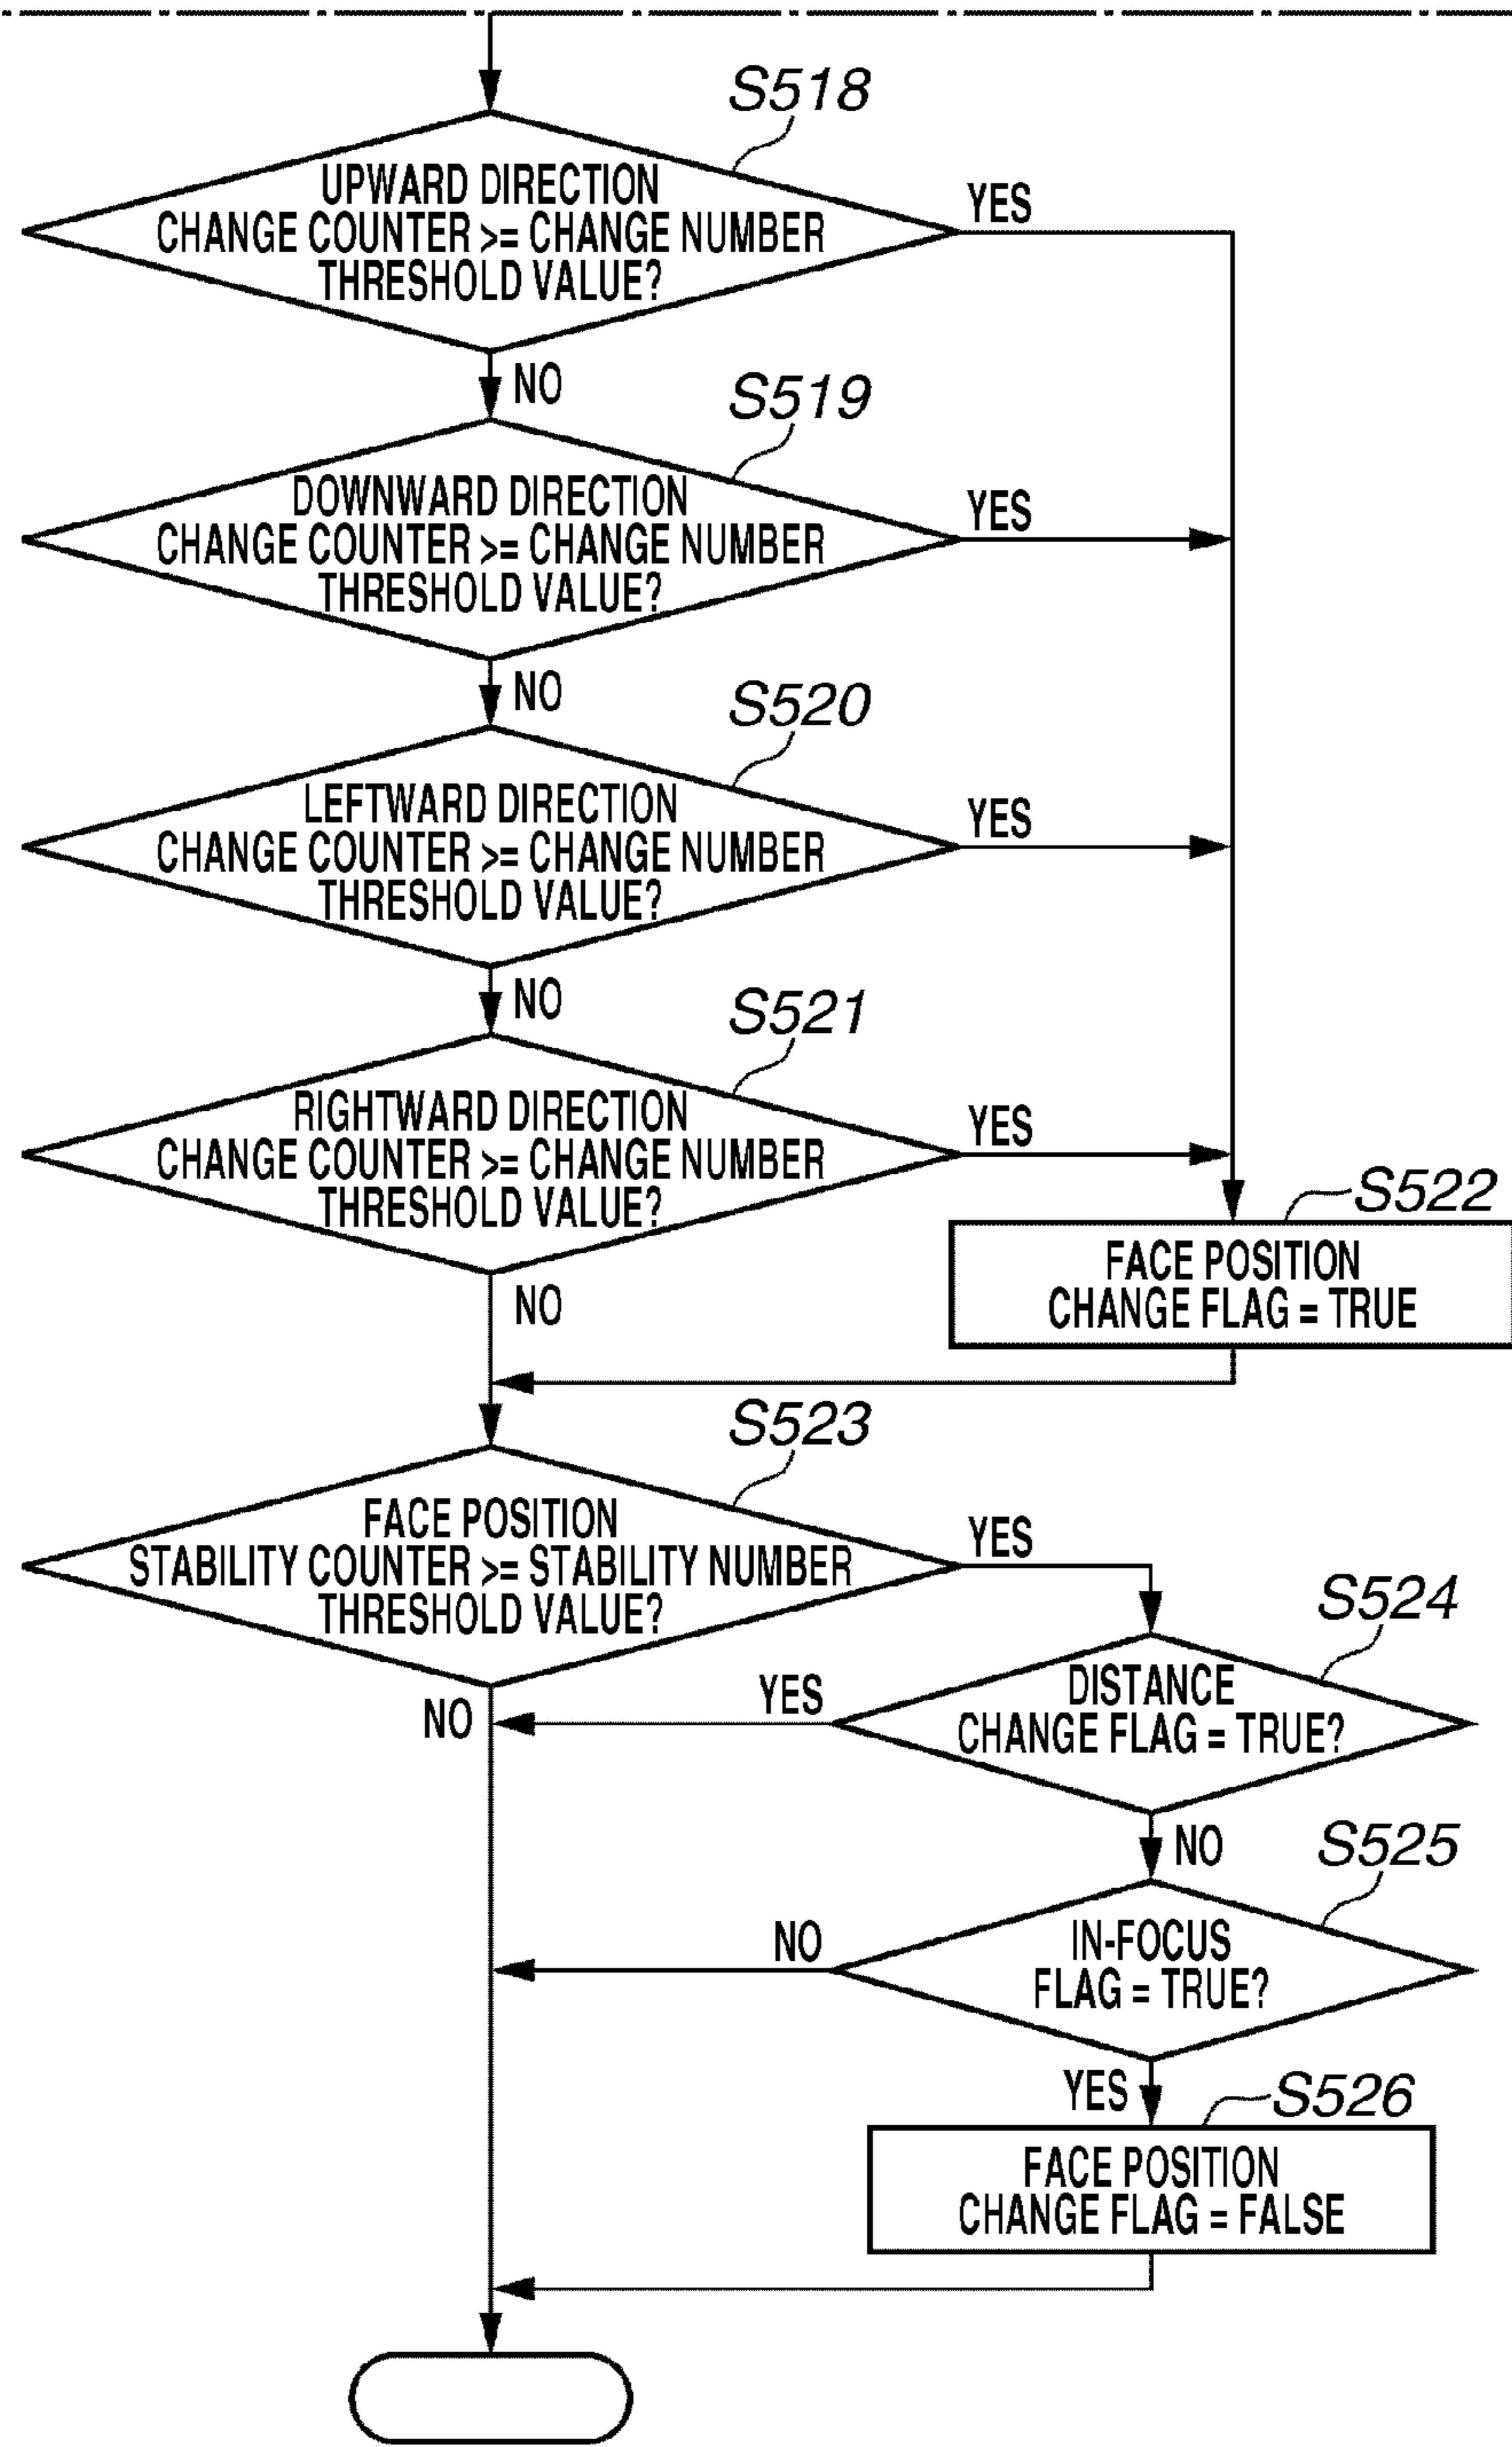 S518
UPWARD DIRECTION
CHANGE COUNTER >= CHANGE NUMBER
THRESHOLD VALUE?
YES
NO
S519
DOWNWARD DIRECTION
CHANGE COUNTER >= CHANGE NUMBER
THRESHOLD VALUE?
YES
NO
S520
LEFTWARD DIRECTION
CHANGE COUNTER >= CHANGE NUMBER
THRESHOLD VALUE?
YES
NO
S521
RIGHTWARD DIRECTION
CHANGE COUNTER >= CHANGE NUMBER
THRESHOLD VALUE?
YES
NO
S522
FACE POSITION
CHANGE FLAG = TRUE
S523
FACE POSITION
STABILITY COUNTER >= STABILITY NUMBER
THRESHOLD VALUE?
YES
NO
S524
DISTANCE
CHANGE FLAG = TRUE?
YES
NO
S525
IN-FOCUS
FLAG = TRUE?
NO
YES
S526
FACE POSITION
CHANGE FLAG = FALSE